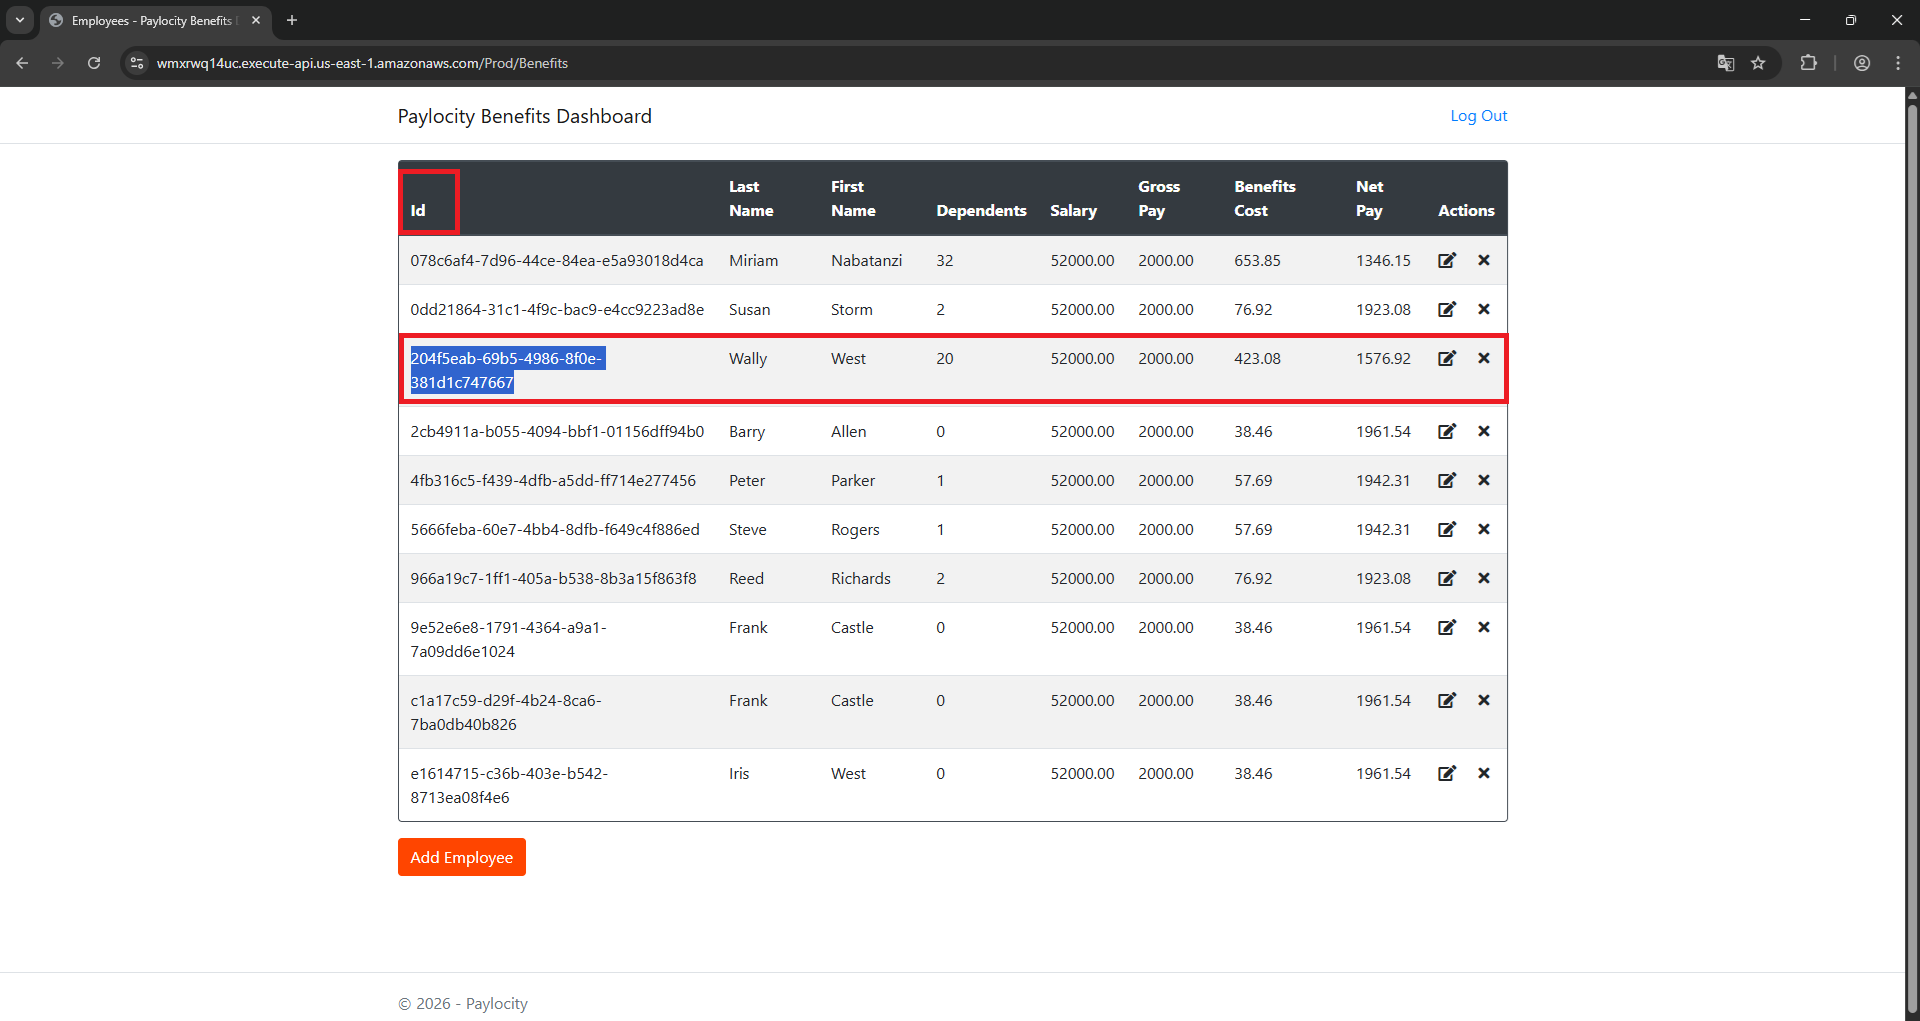 Employees - Paylocity Benefits D
wmxrwq14uc.execute-api.us-east-1.amazonaws.com/Prod/Benefits
Paylocity Benefits Dashboard Log Out
Id Last Name First Name Dependents Salary Gross Pay Benefits Cost Net Pay Actions
078c6af4-7d96-44ce-84ea-e5a93018d4ca Miriam Nabatanzi 32 52000.00 2000.00 653.85 1346.15
0dd21864-31c1-4f9c-bac9-e4cc9223ad8e Susan Storm 2 52000.00 2000.00 76.92 1923.08
204f5eab-69b5-4986-8f0e- Wally West 20 52000.00 2000.00 423.08 1576.92
381d1c747667
2cb4911a-b055-4094-bbf1-01156dff94b0 Barry Allen 0 52000.00 2000.00 38.46 1961.54
4fb316c5-f439-4dfb-a5dd-ff714e277456 Peter Parker 1 52000.00 2000.00 57.69 1942.31
5666feba-60e7-4bb4-8dfb-f649c4f886ed Steve Rogers 1 52000.00 2000.00 57.69 1942.31
966a19c7-1ff1-405a-b538-8b3a15f863f8 Reed Richards 2 52000.00 2000.00 76.92 1923.08
9e52e6e8-1791-4364-a9a1- Frank Castle 0 52000.00 2000.00 38.46 1961.54
7a09dd6e1024
c1a17c59-d29f-4b24-8ca6- Frank Castle 0 52000.00 2000.00 38.46 1961.54
7ba0db40b826
e1614715-c36b-403e-b542- Iris West 0 52000.00 2000.00 38.46 1961.54
8713ea08f4e6
Add Employee
© 2026 - Paylocity